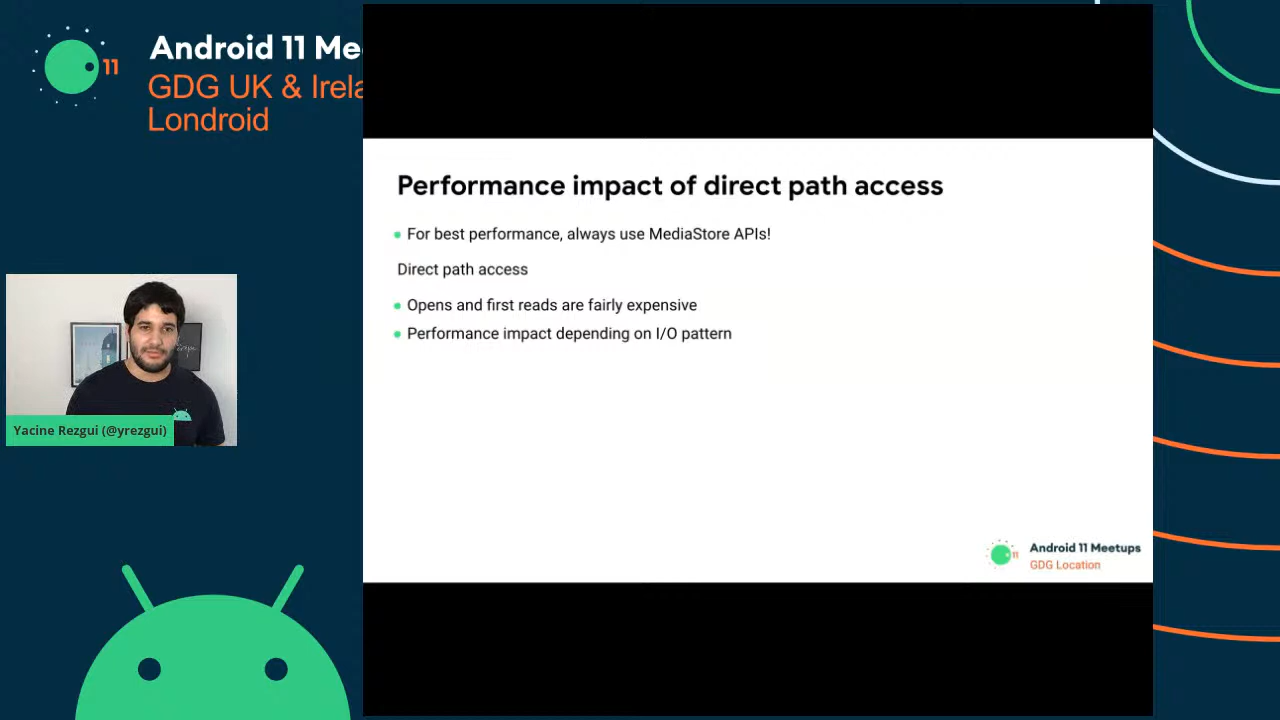 Android 11 Me
GDG UK & Irela
Londroid
11
Performance impact of direct path access
For best performance, always use MediaStore APIs!
Direct path access
Opens and first reads are fairly expensive
Performance impact depending on I/O pattern
Yacine Rezgui (@yrezgui)
11
Android 11 Meetups
GDG Location